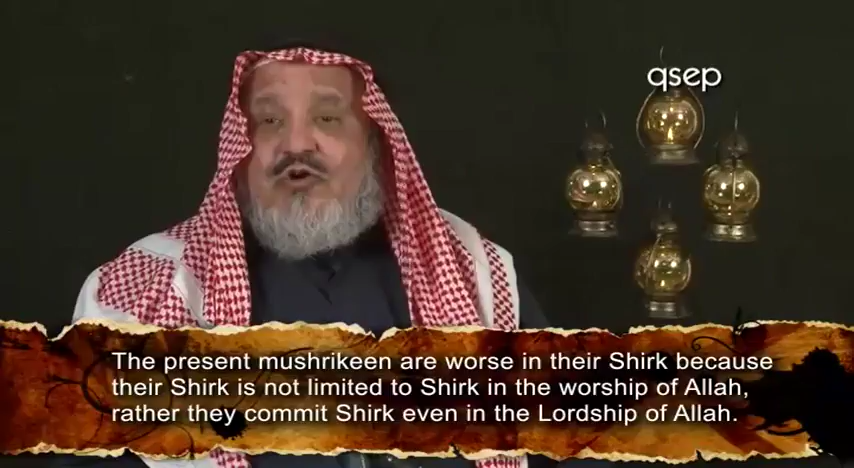 qsep
The present mushrikeen are worse in their Shirk because
their Shirk is not limited to Shirk in the worship of Allah,
rather they commit Shirk even in the Lordship of Allah.